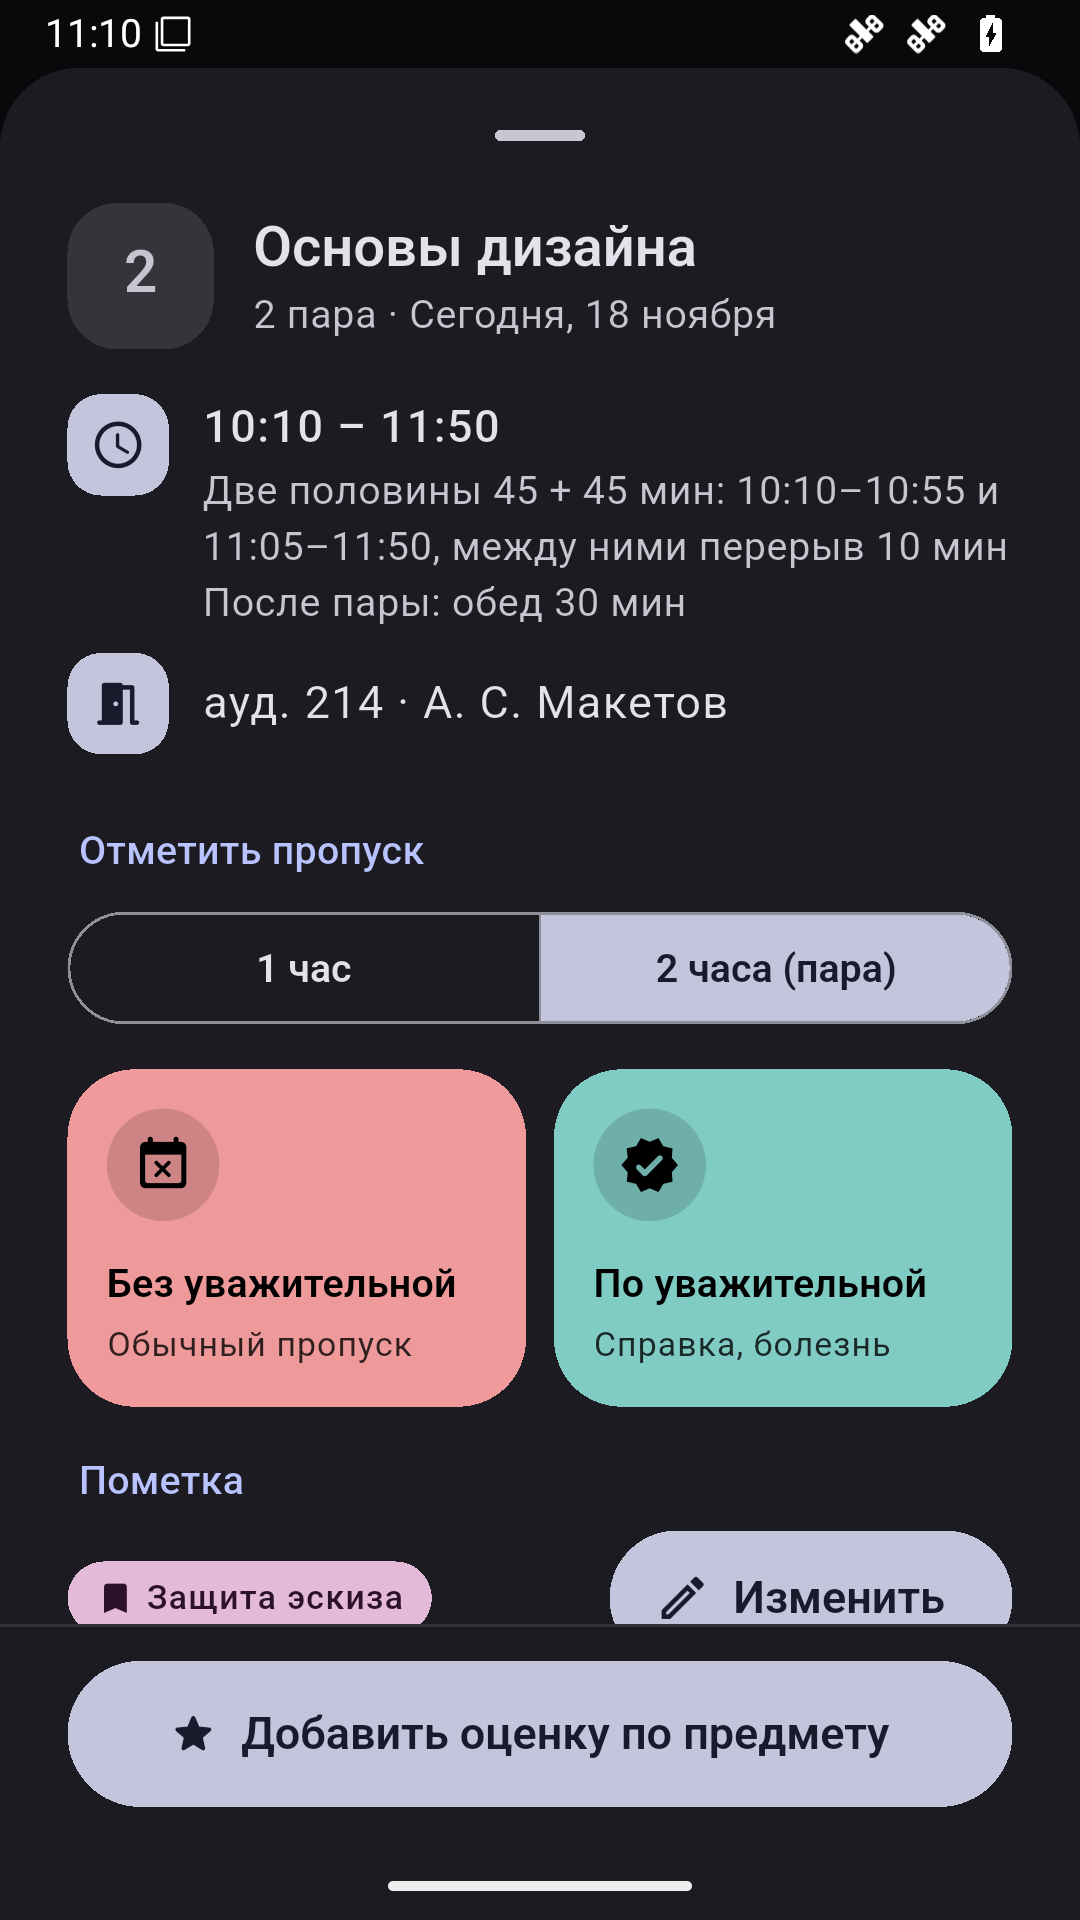 11:10
2
Основы дизайна
2 пара · Сегодня, 18 ноября
10:10 – 11:50
Две половины 45 + 45 мин: 10:10–10:55 и
11:05–11:50, между ними перерыв 10 мин
После пары: обед 30 мин
ауд. 214 · А. С. Макетов
Отметить пропуск
1 час
2 часа (пара)
Без уважительной
Обычный пропуск
По уважительной
Справка, болезнь
Пометка
Защита эскиза
Изменить
Добавить оценку по предмету